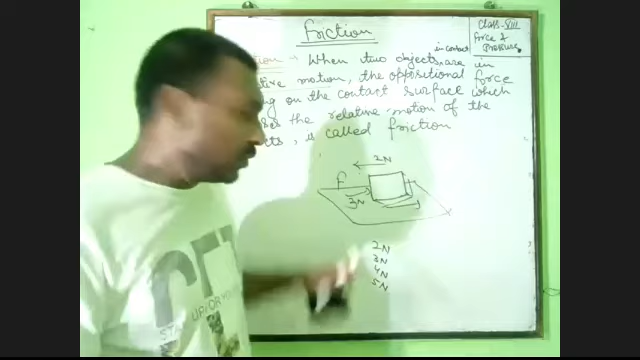 Friction
Class-VIII
Force &
Pressure
in contact
When two objects are in
motion, the oppositional force
on the contact surface which
the relative motion of the
is called friction
2N
F
3N
2N
3N
4N
5N